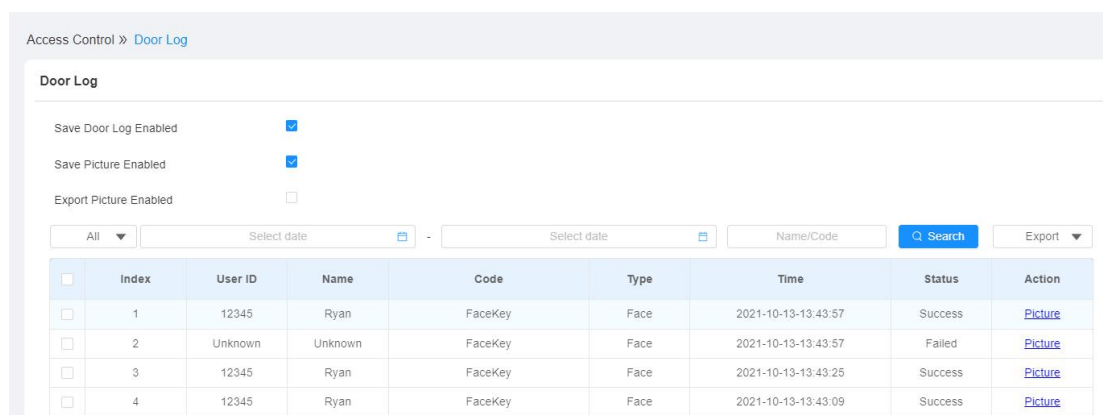 Access Control » Door Log
Door Log
Save Door Log Enabled
Save Picture Enabled
Export Picture Enabled
All Select date - Select date Name/Code Search Export
Index User ID Name Code Type Time Status Action
1 12345 Ryan FaceKey Face 2021-10-13-13:43:57 Success Picture
2 Unknown Unknown FaceKey Face 2021-10-13-13:43:57 Failed Picture
3 12345 Ryan FaceKey Face 2021-10-13-13:43:25 Success Picture
4 12345 Ryan FaceKey Face 2021-10-13-13:43:09 Success Picture